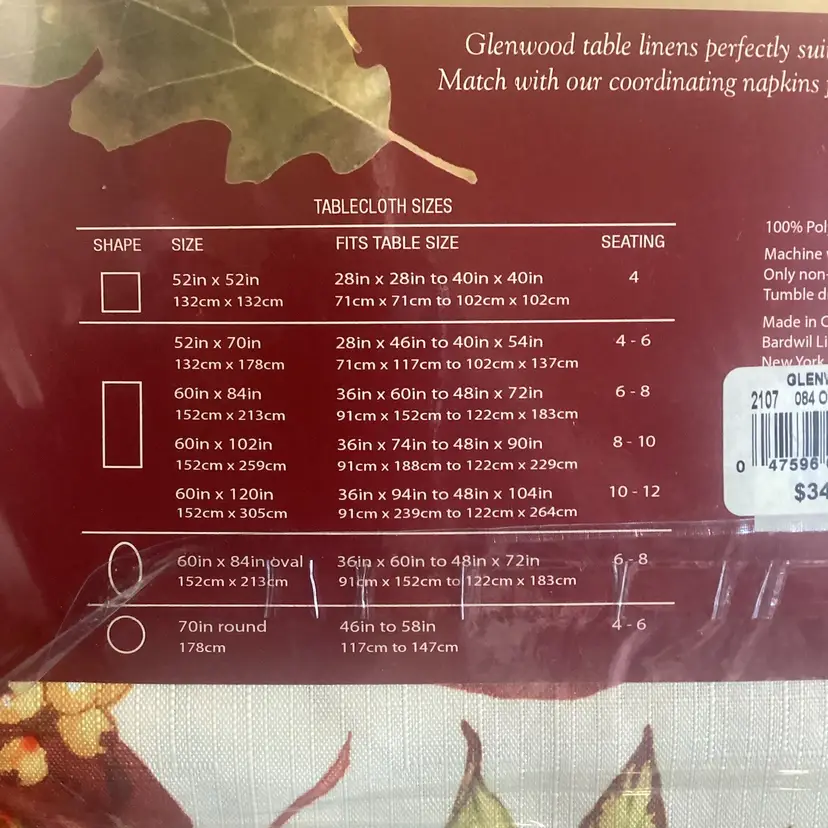 Glenwood table linens perfectly
Match with our coordinating napkins
TABLECLOTH SIZES
SHAPE SIZE FITS TABLE SIZE SEATING
52in x 52in 28in x 28in to 40in x 40in 4
132cm x 132cm 71cm x 71cm to 102cm x 102cm
52in x 70in 28in x 46in to 40in x 54in 4 - 6
132cm x 178cm 71cm x 117cm to 102cm x 137cm
60in x 84in 36in x 60in to 48in x 72in 6 - 8
152cm x 213cm 91cm x 152cm to 122cm x 183cm
60in x 102in 36in x 74in to 48in x 90in 8 - 10
152cm x 259cm 91cm x 188cm to 122cm x 229cm
60in x 120in 36in x 94in to 48in x 104in 10 - 12
152cm x 305cm 91cm x 239cm to 122cm x 264cm
60in x 84in oval 36in x 60in to 48in x 72in 6 - 8
152cm x 213cm 91cm x 152cm to 122cm x 183cm
70in round 46in to 58in 4 - 6
178cm 117cm to 147cm
100% Pol
Machine
Only non-
Tumble d
Made in C
Bardwil Li
New York
GLENW
2107 084 O
0 47596
$34